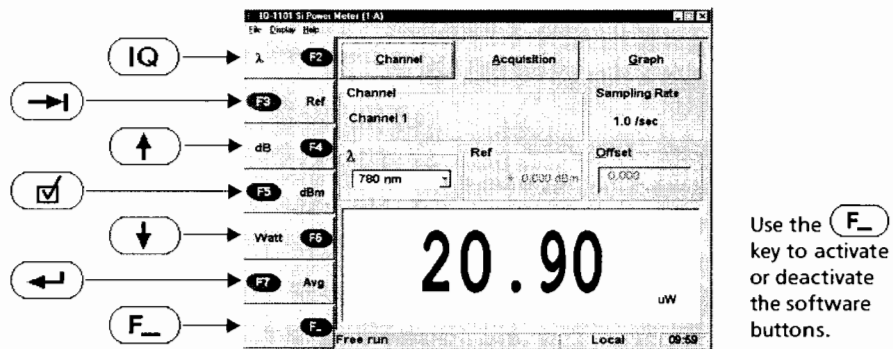 IQ-1101 Si Power Meter (1 A)
File Display Help
IQ
λ F2
Channel Acquisition Graph
F3 Ref
Channel
Channel 1
Sampling Rate
1.0 /sec
dB F4
λ
780 nm
Ref
0.000 dBm
Offset
0.000
F5 dBm
Watt F6
F7 Avg
20.90
uW
F_
F_
Free run Local 09:59
Use the F_
key to activate
or deactivate
the software
buttons.